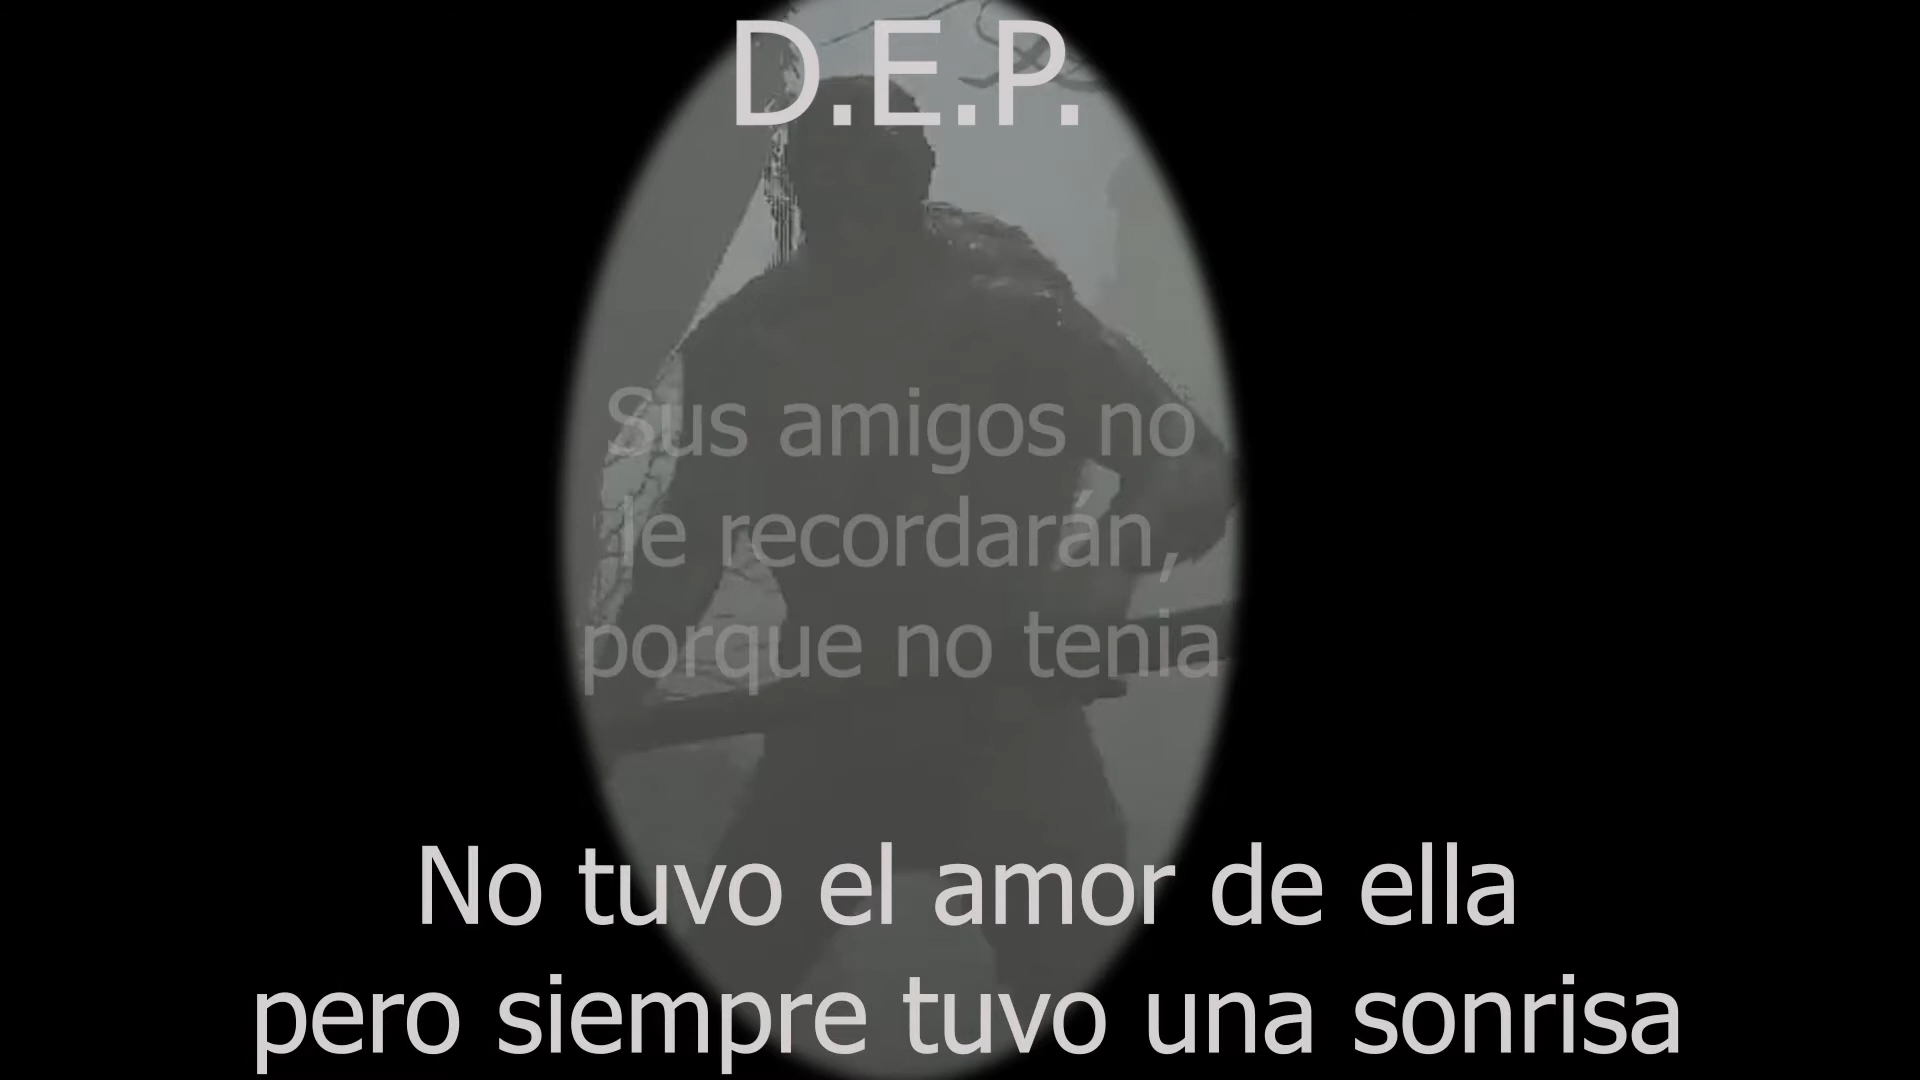 D.E.P.
Sus amigos no
le recordarán,
porque no tenia
No tuvo el amor de ella
pero siempre tuvo una sonrisa